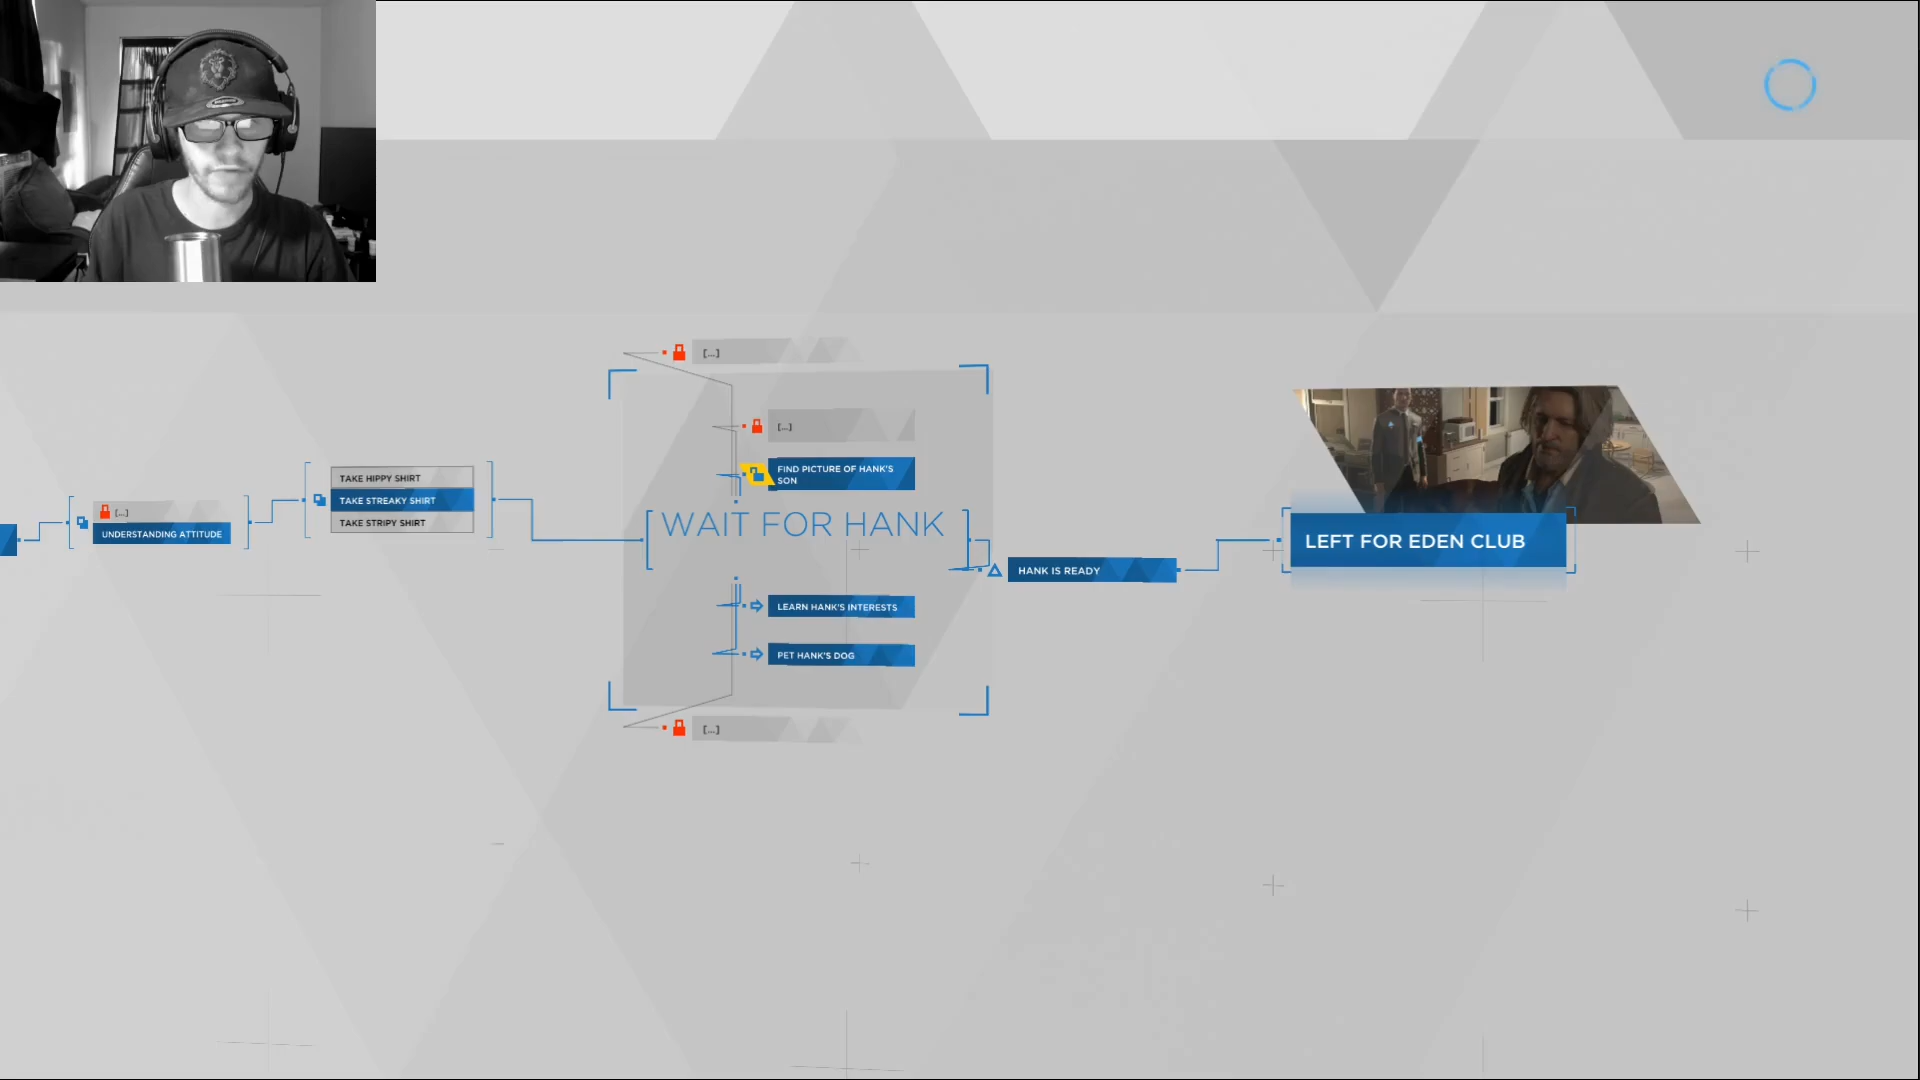 [...]
UNDERSTANDING ATTITUDE
TAKE HIPPY SHIRT
TAKE STREAKY SHIRT
TAKE STRIPY SHIRT
[...]
[...]
FIND PICTURE OF HANK'S
SON
WAIT FOR HANK
LEARN HANK'S INTERESTS
PET HANK'S DOG
[...]
HANK IS READY
LEFT FOR EDEN CLUB